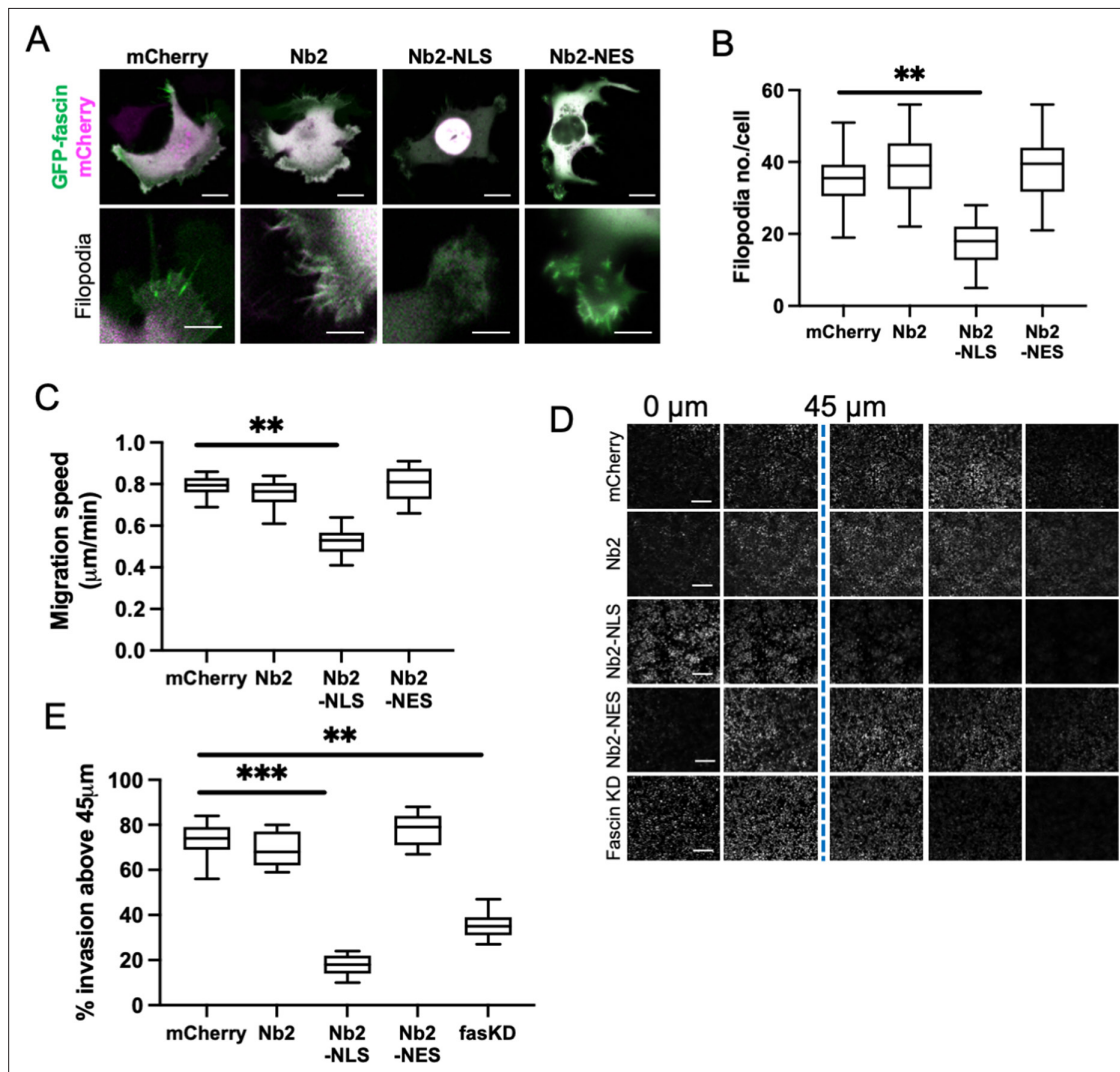 A
mCherry
Nb2
Nb2-NLS
Nb2-NES
GFP-fascin
mCherry
Filopodia
B
**
Filopodia no./cell
60
40
20
0
mCherry
Nb2
Nb2
-NLS
Nb2
-NES
C
**
Migration speed
(μm/min)
1.0
0.8
0.6
0.4
0.2
0.0
mCherry
Nb2
Nb2
-NLS
Nb2
-NES
D
0 μm
45 μm
mCherry
Nb2
Nb2-NLS
Nb2-NES
Fascin KD
E
**
***
% invasion above 45μm
100
80
60
40
20
0
mCherry
Nb2
Nb2
-NLS
Nb2
-NES
fasKD